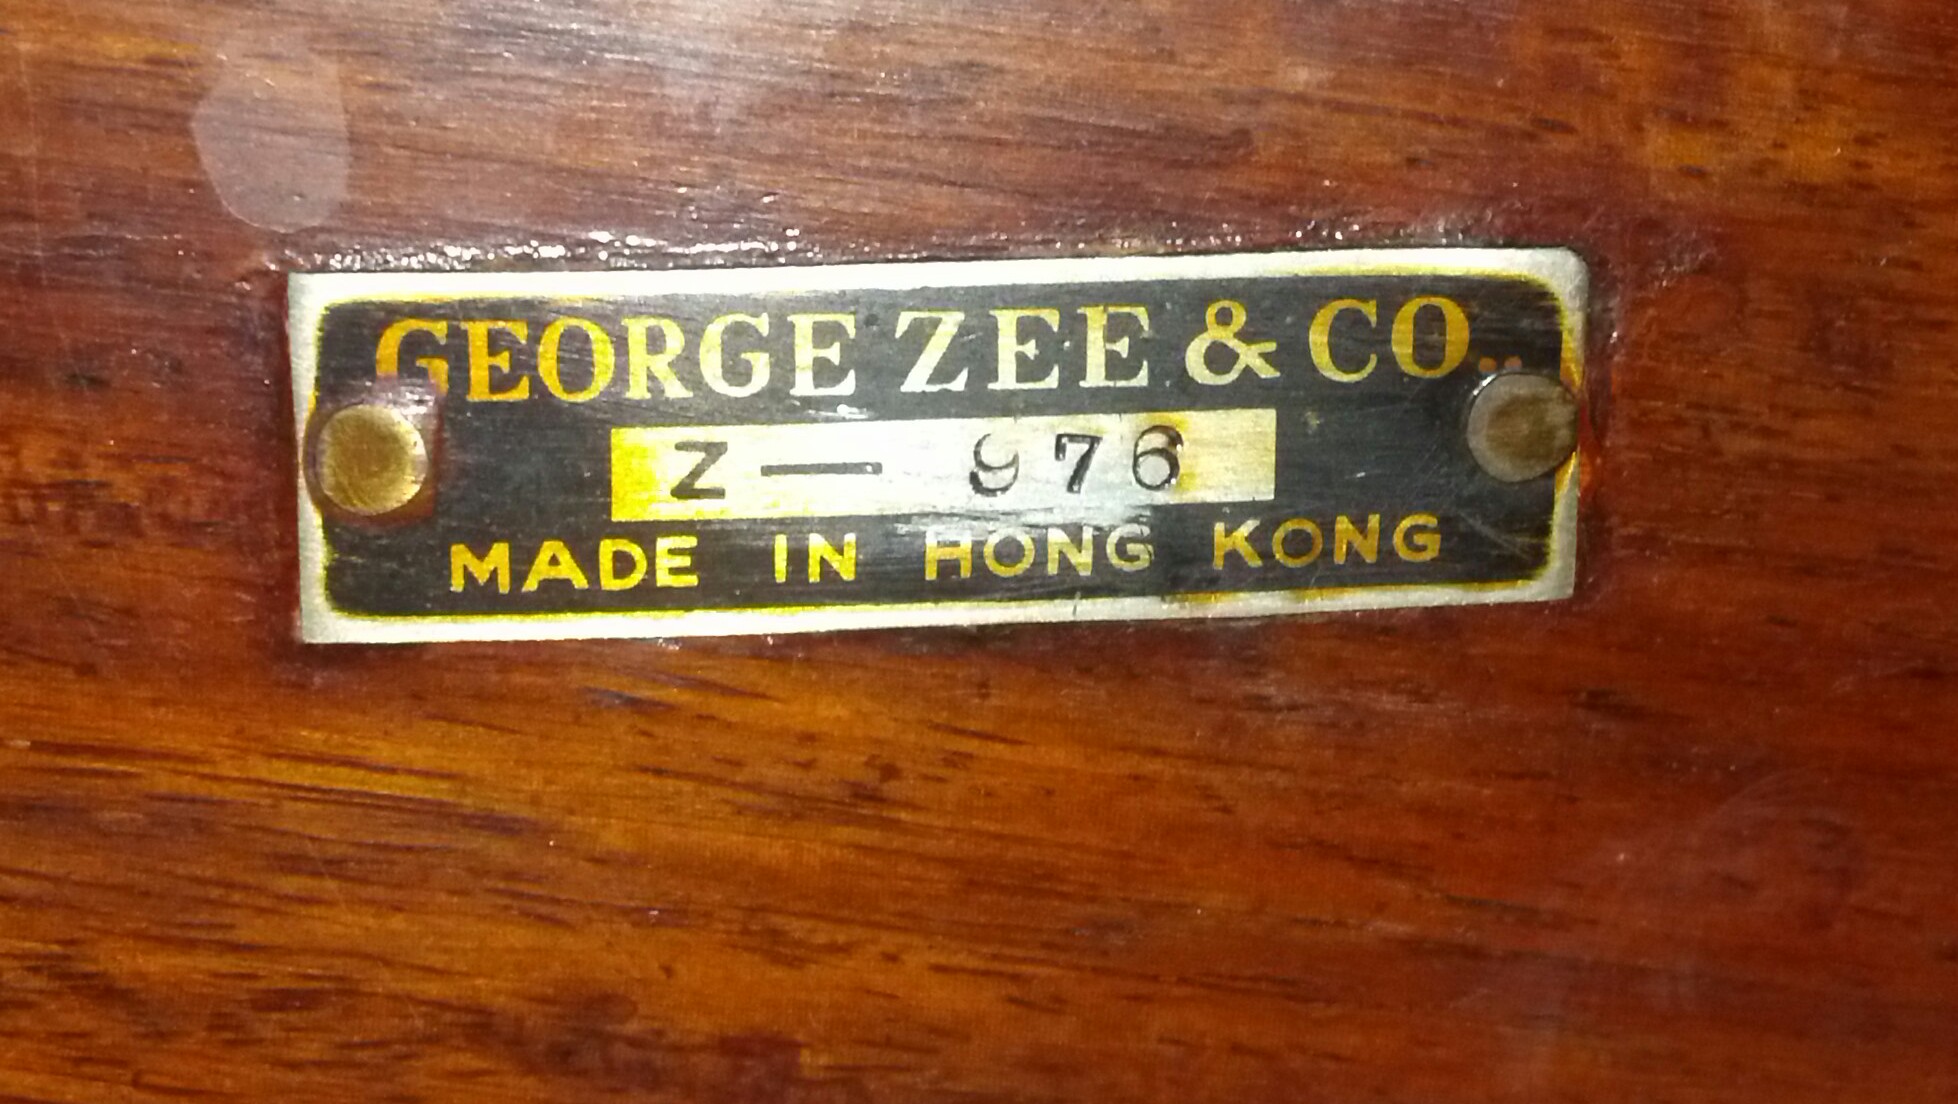 GEORGE ZEE & CO..
Z — 976
MADE IN HONG KONG